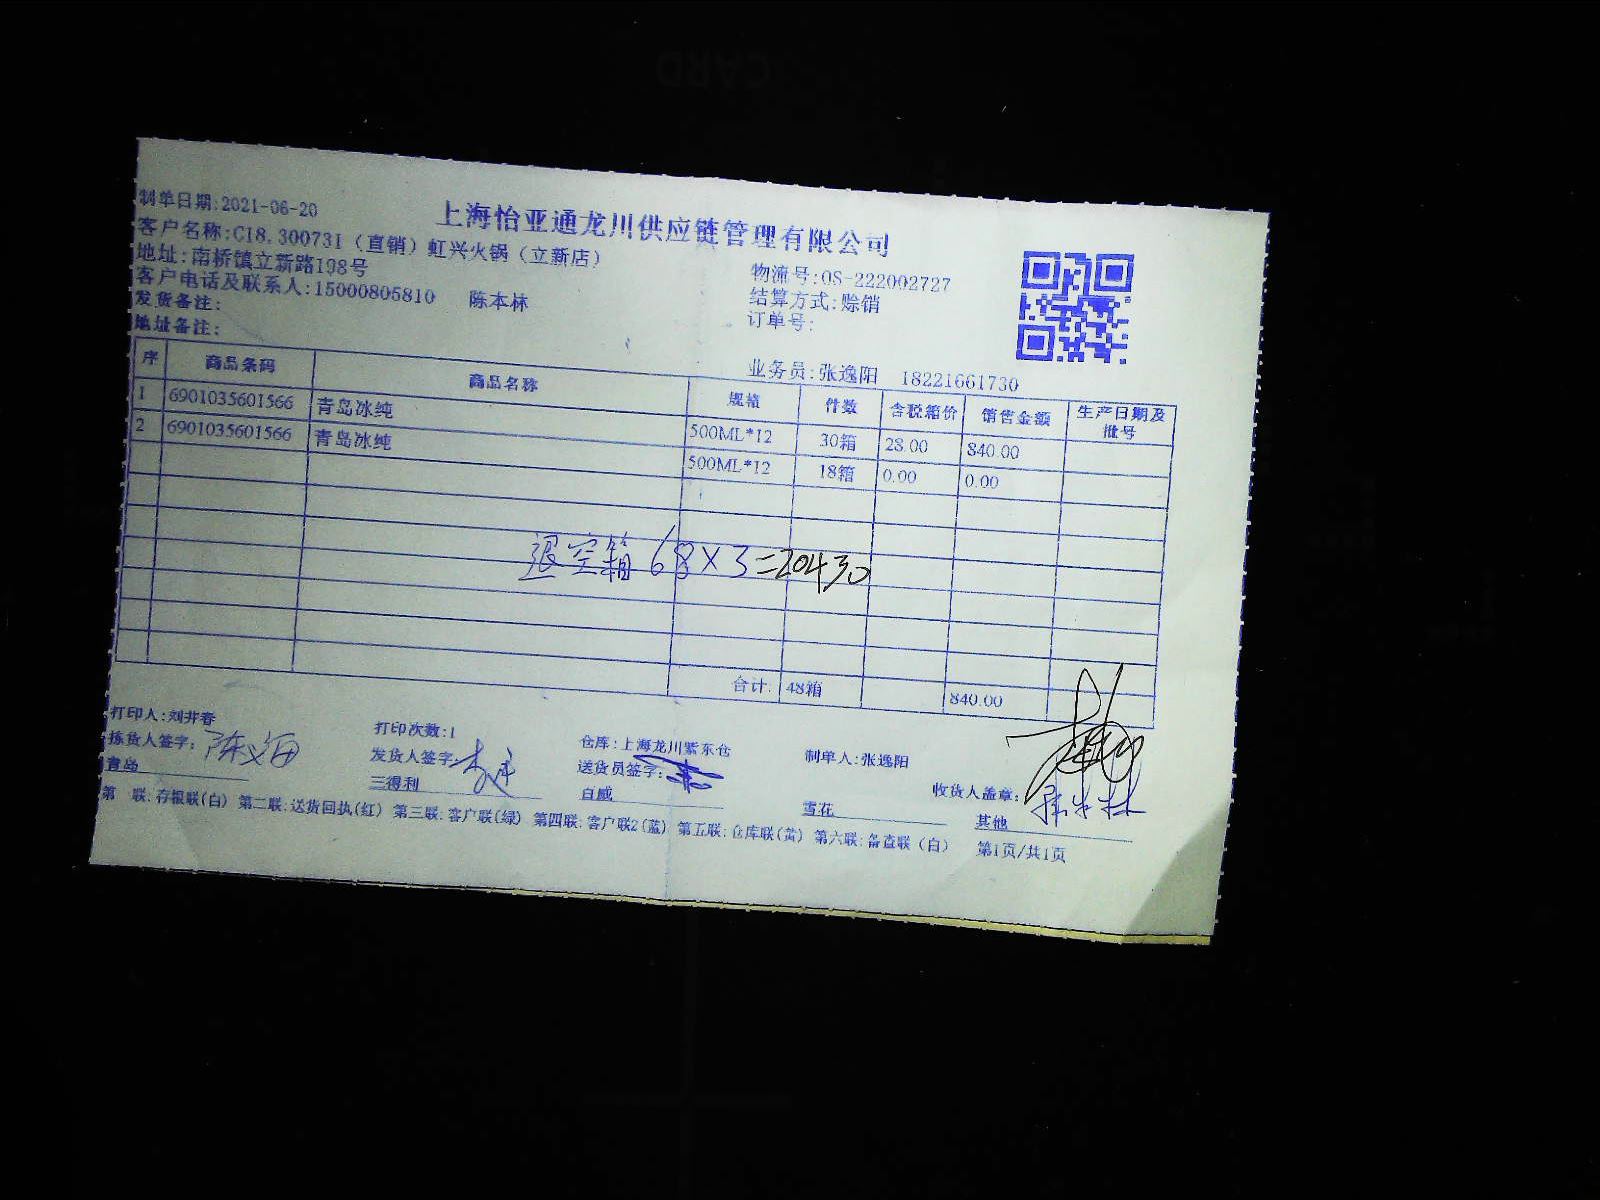 制单日期:2021-06-20
上海怡亚通龙川供应链管理有限公司
客户名称:C18.300731（直销）虹兴火锅（立新店）
地址:南桥镇立新路198号
物流号:OS-222002727
客户电话及联系人:15000805810 陈本林
结算方式:赊销
发货备注:
订单号:
地址备注:
业务员:张逸阳 18221661730
序 商品条码 商品名称 规格 件数 含税箱价 销售金额 生产日期及批号
1 6901035601566 青岛冰纯 500ML*12 30箱 28.00 840.00
2 6901035601566 青岛冰纯 500ML*12 18箱 0.00 0.00
退空箱 68×3=20430
合计: 48箱 840.00
打印人:刘井春 打印次数:1 仓库:上海龙川紫东仓 制单人:张逸阳
拣货人签字: 发货人签字: 送货员签字: 收货人盖章: 陈本林
青岛 三得利 百威 雪花 其他
第一联:存根联(白) 第二联:送货回执(红) 第三联:客户联(绿) 第四联:客户联2(蓝) 第五联:仓库联(黄) 第六联:备查联（白） 第1页/共1页
CARD